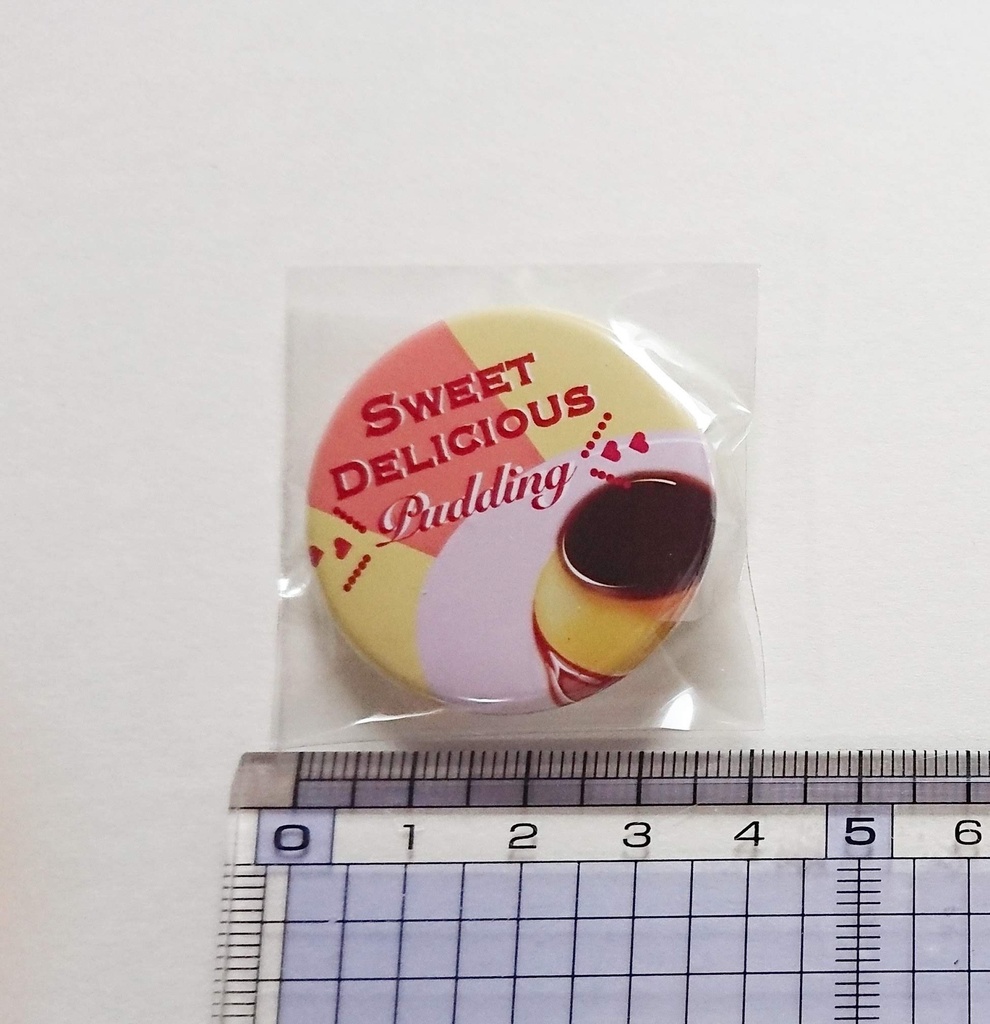 SWEET
DELICIOUS
Pudding
0 1 2 3 4 5 6